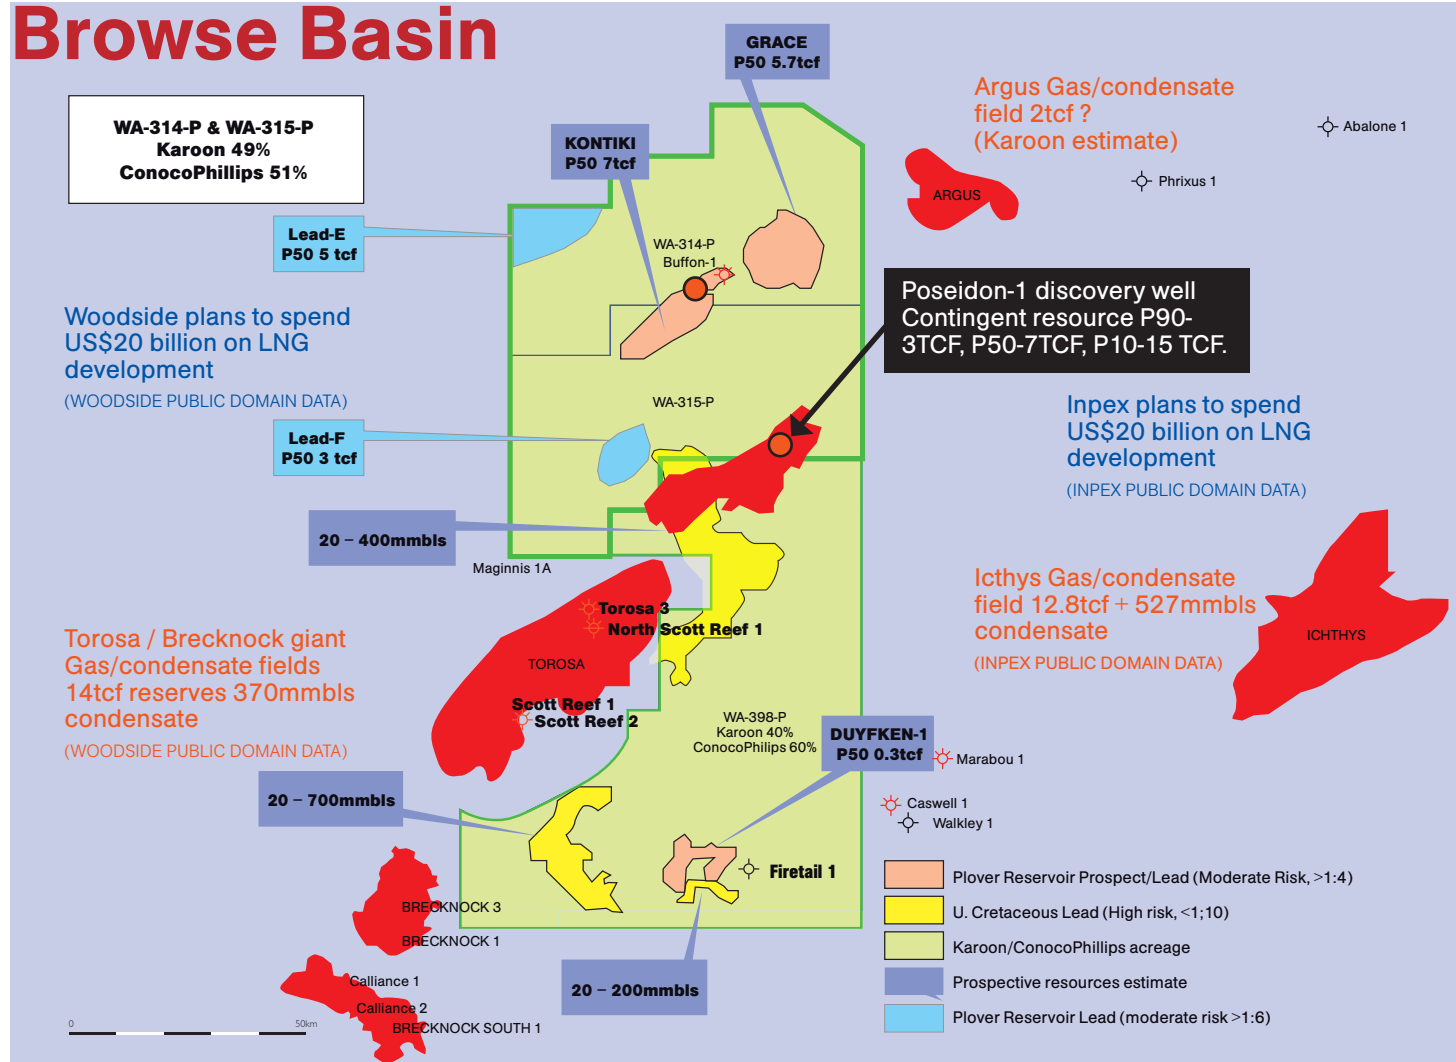 Browse Basin
WA-314-P & WA-315-P
Karoon 49%
ConocoPhillips 51%
GRACE
P50 5.7tcf
KONTIKI
P50 7tcf
Argus Gas/condensate
field 2tcf ?
(Karoon estimate)
Abalone 1
Phrixus 1
ARGUS
Lead-E
P50 5 tcf
WA-314-P
Buffon-1
Poseidon-1 discovery well
Contingent resource P90-
3TCF, P50-7TCF, P10-15 TCF.
Woodside plans to spend
US$20 billion on LNG
development
(WOODSIDE PUBLIC DOMAIN DATA)
WA-315-P
Inpex plans to spend
US$20 billion on LNG
development
(INPEX PUBLIC DOMAIN DATA)
Lead-F
P50 3 tcf
20 – 400mmbls
Maginnis 1A
Icthys Gas/condensate
field 12.8tcf + 527mmbls
condensate
(INPEX PUBLIC DOMAIN DATA)
ICHTHYS
Torosa 3
North Scott Reef 1
TOROSA
Scott Reef 1
Scott Reef 2
Torosa / Brecknock giant
Gas/condensate fields
14tcf reserves 370mmbls
condensate
(WOODSIDE PUBLIC DOMAIN DATA)
WA-398-P
Karoon 40%
ConocoPhilips 60%
DUYFKEN-1
P50 0.3tcf
Marabou 1
Caswell 1
Walkley 1
20 – 700mmbls
Firetail 1
BRECKNOCK 3
BRECKNOCK 1
Calliance 1
Calliance 2
BRECKNOCK SOUTH 1
20 – 200mmbls
Plover Reservoir Prospect/Lead (Moderate Risk, >1:4)
U. Cretaceous Lead (High risk, <1;10)
Karoon/ConocoPhillips acreage
Prospective resources estimate
Plover Reservoir Lead (moderate risk >1:6)
0 50km